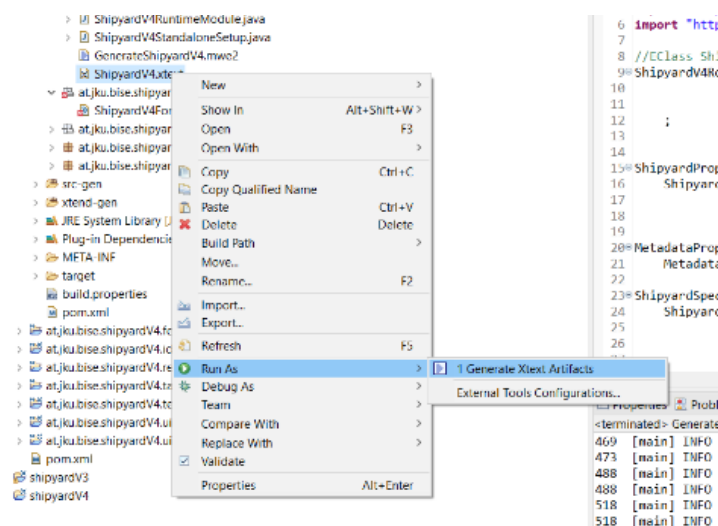 ShipyardV4RuntimeModule.java
ShipyardV4StandaloneSetup.java
GenerateShipyardV4.mwe2
ShipyardV4.xtext
at.jku.bise.shipyar
ShipyardV4For
at.jku.bise.shipyar
at.jku.bise.shipyar
at.jku.bise.shipyar
src-gen
xtend-gen
JRE System Library [
Plug-in Dependencie
META-INF
target
build.properties
pom.xml
at.jku.bise.shipyardV4.fe
at.jku.bise.shipyardV4.ic
at.jku.bise.shipyardV4.re
at.jku.bise.shipyardV4.ta
at.jku.bise.shipyardV4.te
at.jku.bise.shipyardV4.ui
at.jku.bise.shipyardV4.ui
pom.xml
shipyardV3
shipyardV4
New
Show In Alt+Shift+W
Open F3
Open With
Copy Ctrl+C
Copy Qualified Name
Paste Ctrl+V
Delete Delete
Build Path
Move...
Rename... F2
Import...
Export...
Refresh F5
Run As
Debug As
Team
Compare With
Replace With
Validate
Properties Alt+Enter
1 Generate Xtext Artifacts
External Tools Configurations...
6 import "http
7
8 //EClass Shi
9 ShipyardV4Ro
10
11
12 ;
13
14
15 ShipyardProp
16 Shipyard
17
18
19
20 MetadataProp
21 Metadata
22
23 ShipyardSpec
24 Shipyard
25
26
Properties Probl
<terminated> Generate
469 [main] INFO
473 [main] INFO
488 [main] INFO
488 [main] INFO
518 [main] INFO
518 [main] INFO